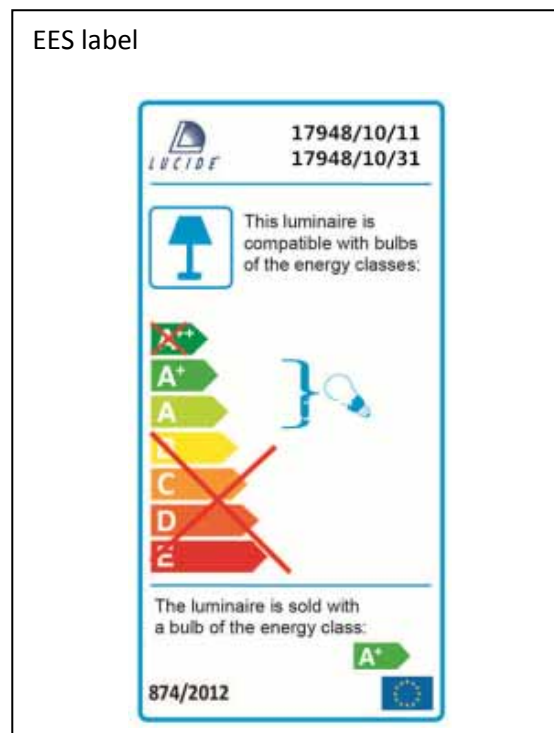 EES label
LUCIDE
17948/10/11
17948/10/31
This luminaire is
compatible with bulbs
of the energy classes:
A++
A+
A
B
C
D
E
The luminaire is sold with
a bulb of the energy class:
A+
874/2012